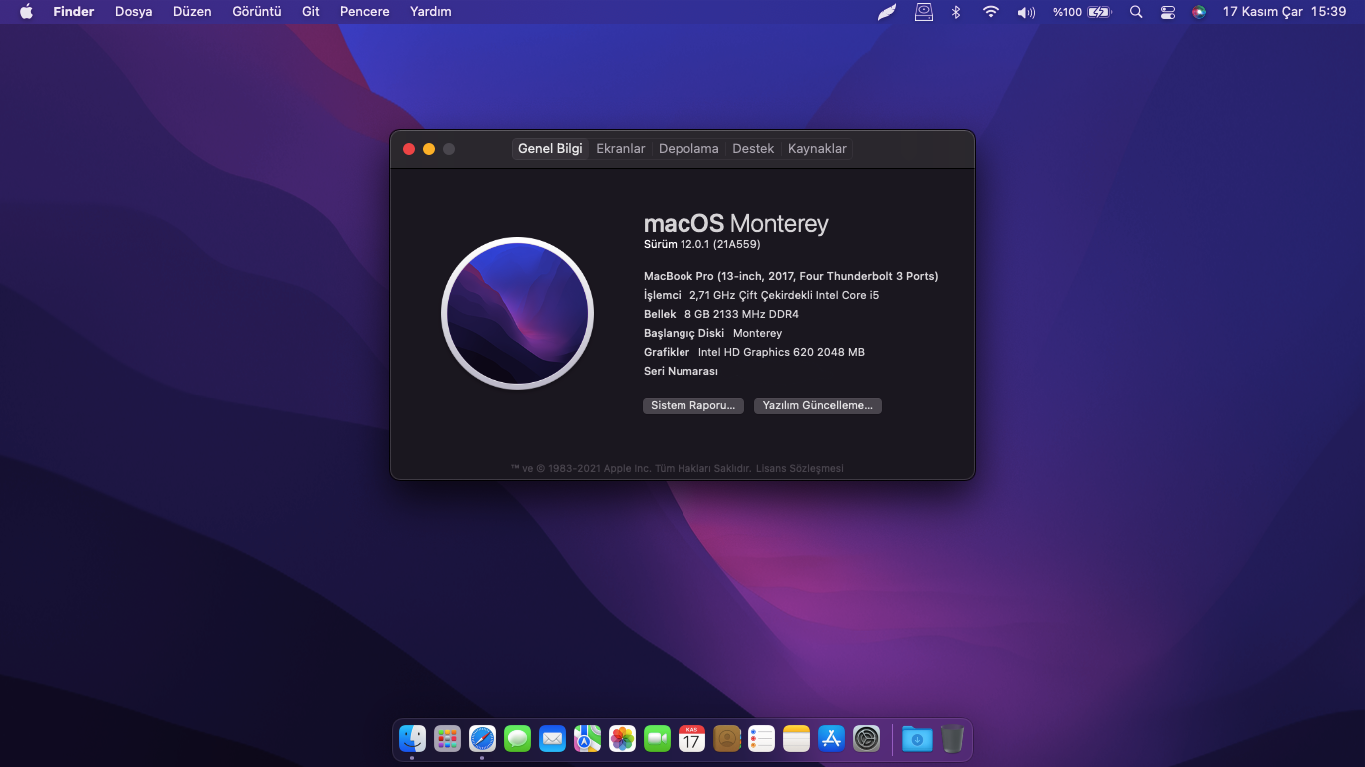 Finder Dosya Düzen Görüntü Git Pencere Yardım %100 17 Kasım Çar 15:39
Genel Bilgi Ekranlar Depolama Destek Kaynaklar
macOS Monterey
Sürüm 12.0.1 (21A559)
MacBook Pro (13-inch, 2017, Four Thunderbolt 3 Ports)
İşlemci 2,71 GHz Çift Çekirdekli Intel Core i5
Bellek 8 GB 2133 MHz DDR4
Başlangıç Diski Monterey
Grafikler Intel HD Graphics 620 2048 MB
Seri Numarası
Sistem Raporu... Yazılım Güncelleme...
™ ve © 1983-2021 Apple Inc. Tüm Hakları Saklıdır. Lisans Sözleşmesi
KAS
17